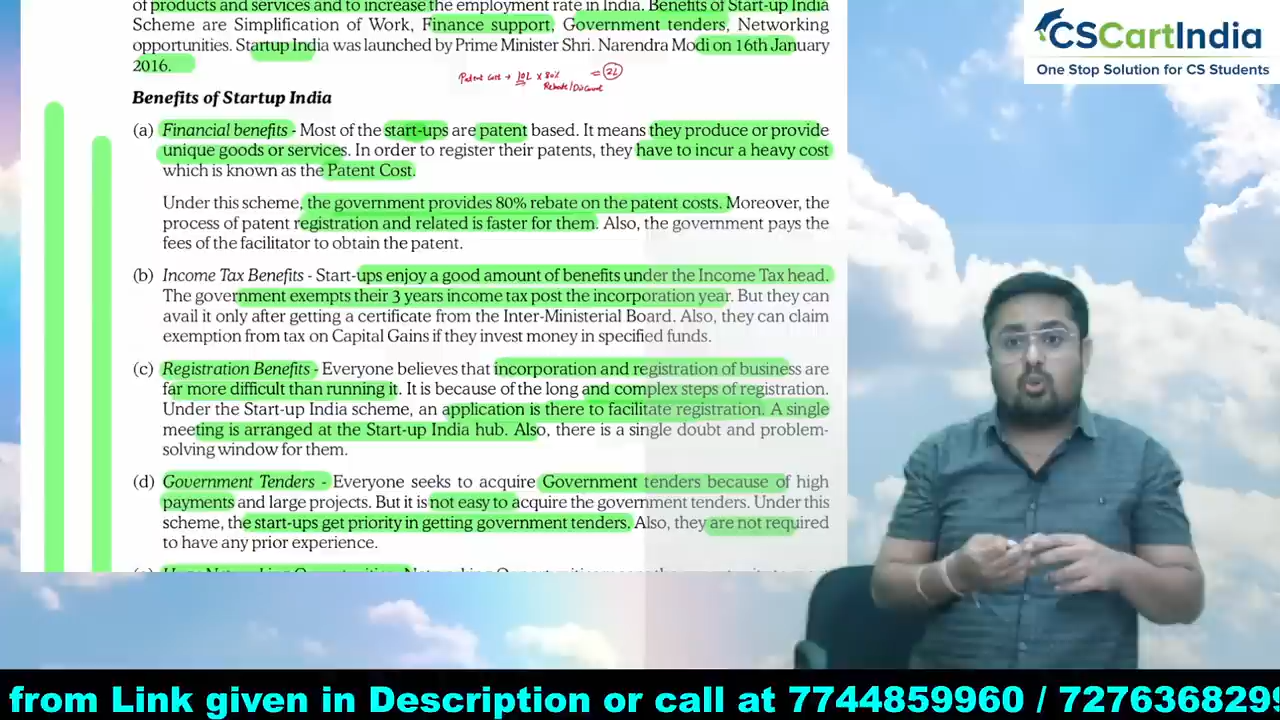 of products and services and to increase the employment rate in India. Benefits of Start-up India
Scheme are Simplification of Work, Finance support, Government tenders, Networking
opportunities. Startup India was launched by Prime Minister Shri. Narendra Modi on 16th January
2016.
Patent Cost → 10L × 80% = 2L
Rebate/Discount
Benefits of Startup India
(a) Financial benefits - Most of the start-ups are patent based. It means they produce or provide
unique goods or services. In order to register their patents, they have to incur a heavy cost
which is known as the Patent Cost.
Under this scheme, the government provides 80% rebate on the patent costs. Moreover, the
process of patent registration and related is faster for them. Also, the government pays the
fees of the facilitator to obtain the patent.
(b) Income Tax Benefits - Start-ups enjoy a good amount of benefits under the Income Tax head.
The government exempts their 3 years income tax post the incorporation year. But they can
avail it only after getting a certificate from the Inter-Ministerial Board. Also, they can claim
exemption from tax on Capital Gains if they invest money in specified funds.
(c) Registration Benefits - Everyone believes that incorporation and registration of business are
far more difficult than running it. It is because of the long and complex steps of registration.
Under the Start-up India scheme, an application is there to facilitate registration. A single
meeting is arranged at the Start-up India hub. Also, there is a single doubt and problem-
solving window for them.
(d) Government Tenders - Everyone seeks to acquire Government tenders because of high
payments and large projects. But it is not easy to acquire the government tenders. Under this
scheme, the start-ups get priority in getting government tenders. Also, they are not required
to have any prior experience.
CSCartIndia
One Stop Solution for CS Students
from Link given in Description or call at 7744859960 / 7276368299